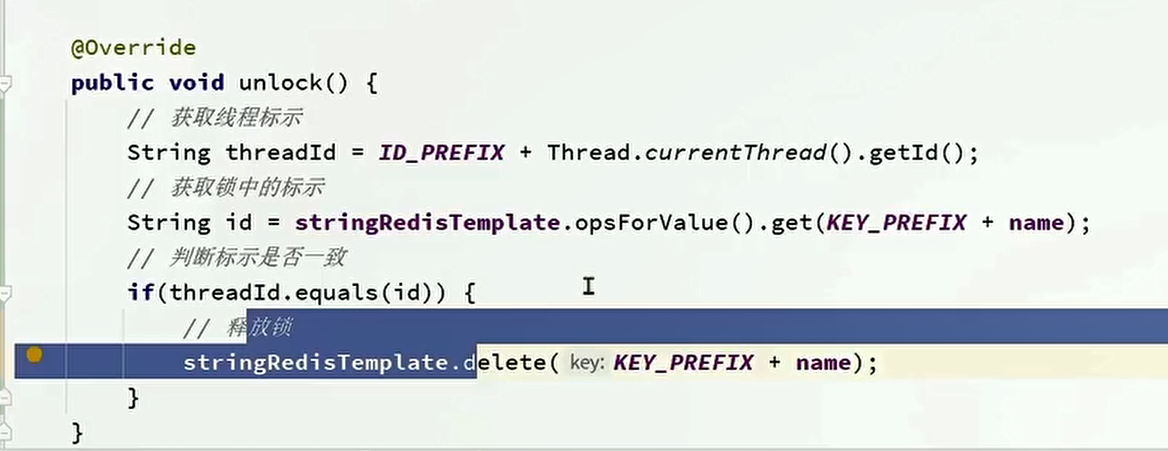 @Override
public void unlock() {
// 获取线程标示
String threadId = ID_PREFIX + Thread.currentThread().getId();
// 获取锁中的标示
String id = stringRedisTemplate.opsForValue().get(KEY_PREFIX + name);
// 判断标示是否一致
if(threadId.equals(id)) {
// 释放锁
stringRedisTemplate.delete( key: KEY_PREFIX + name);
}
}